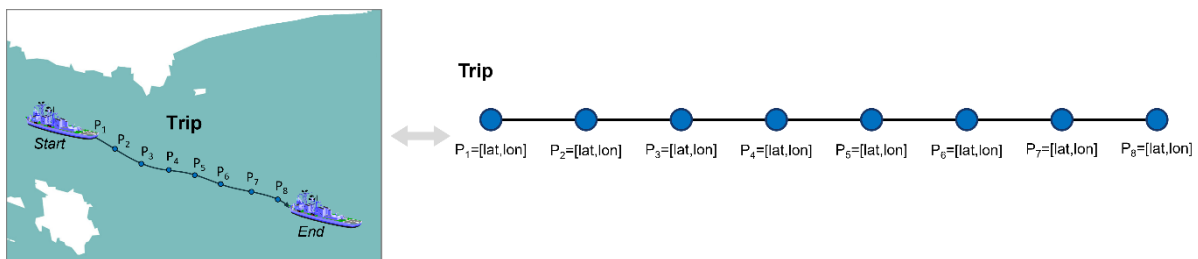 Trip
P1
Start
P2
P3
P4
P5
P6
P7
P8
End
Trip
P1=[lat,lon] P2=[lat,lon] P3=[lat,lon] P4=[lat,lon] P5=[lat,lon] P6=[lat,lon] P7=[lat,lon] P8=[lat,lon]